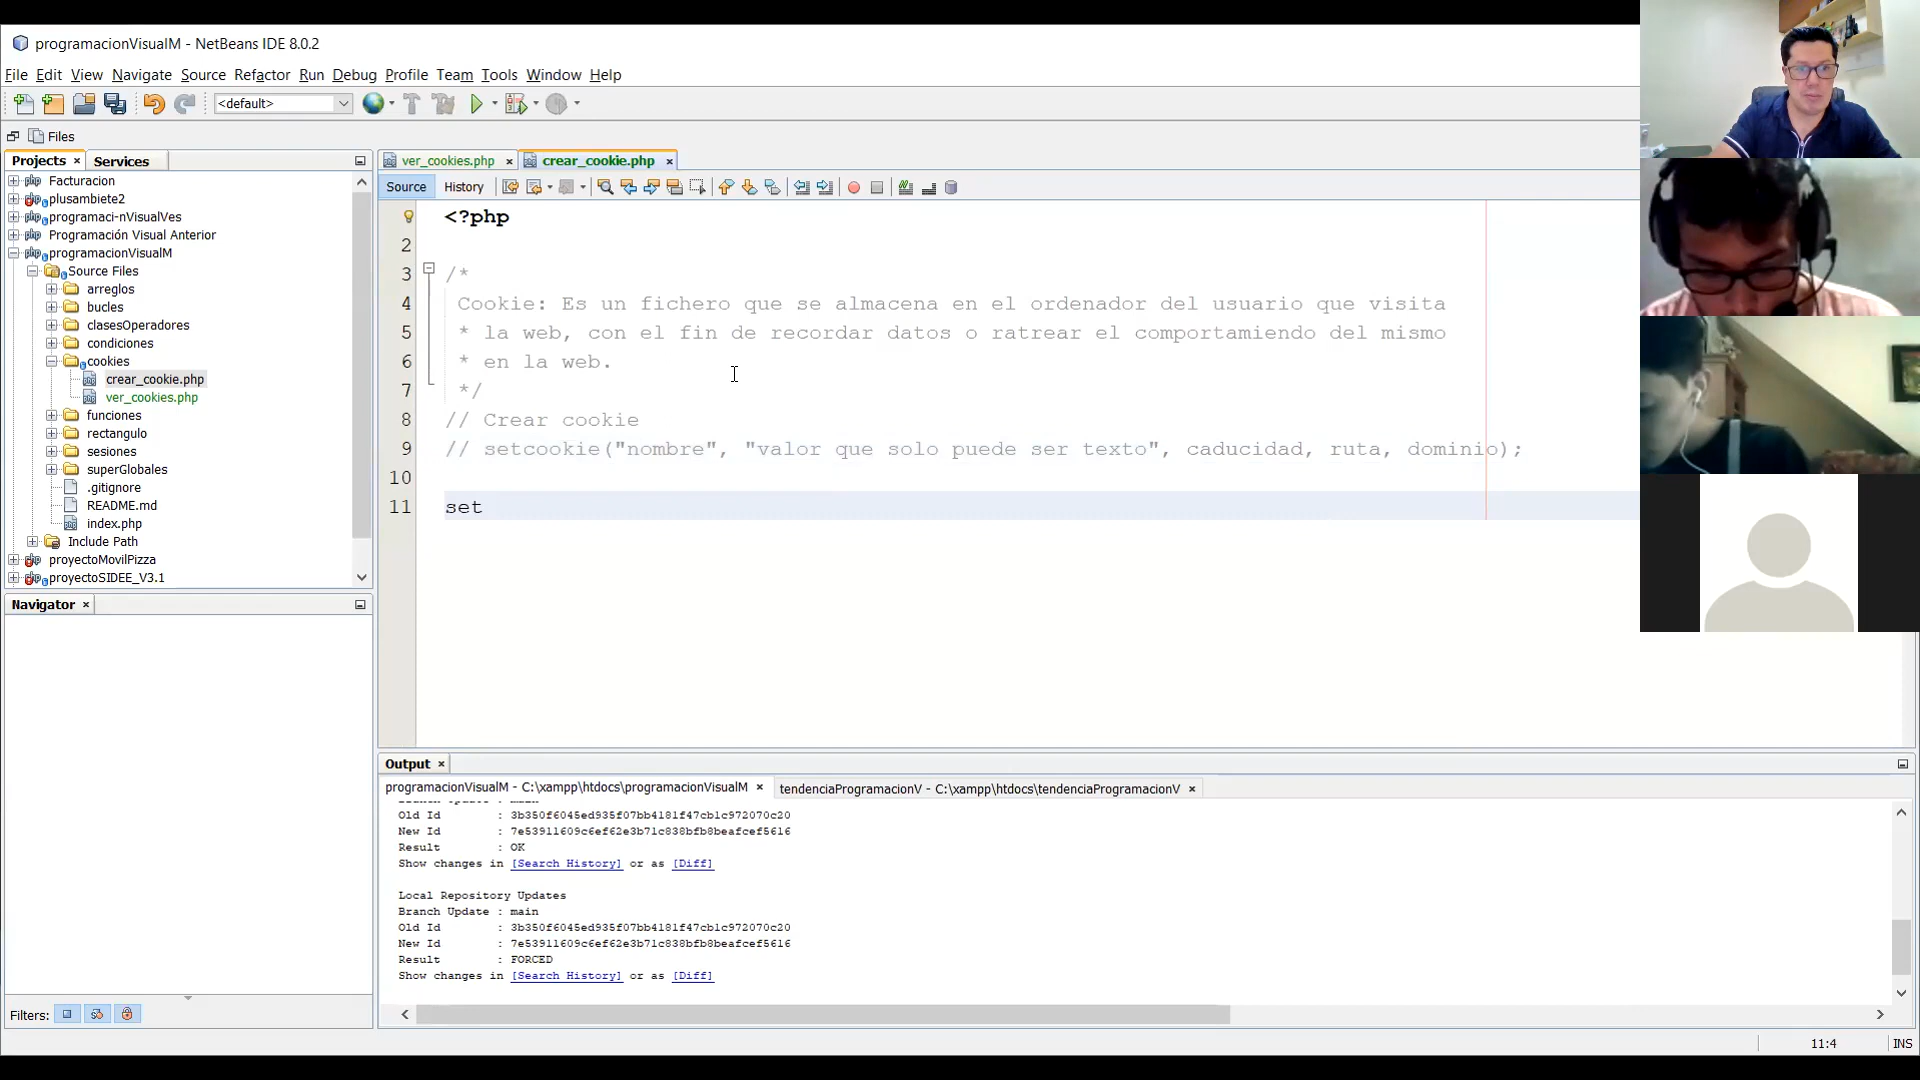 programacionVisualM - NetBeans IDE 8.0.2
File Edit View Navigate Source Refactor Run Debug Profile Team Tools Window Help
<default>
Files
Projects
Services
Facturacion
plusambiete2
programaci-nVisualVes
Programación Visual Anterior
programacionVisualM
Source Files
arreglos
bucles
clasesOperadores
condiciones
cookies
crear_cookie.php
ver_cookies.php
funciones
rectangulo
sesiones
superGlobales
.gitignore
README.md
index.php
Include Path
proyectoMovilPizza
proyectoSIDEE_V3.1
Navigator
Filters:
ver_cookies.php
crear_cookie.php
Source History
<?php
2
3 /*
4 Cookie: Es un fichero que se almacena en el ordenador del usuario que visita
5 * la web, con el fin de recordar datos o ratrear el comportamiendo del mismo
6 * en la web.
7 */
8 // Crear cookie
9 // setcookie("nombre", "valor que solo puede ser texto", caducidad, ruta, dominio);
10
11 set
Output
programacionVisualM - C:\xampp\htdocs\programacionVisualM
tendenciaProgramacionV - C:\xampp\htdocs\tendenciaProgramacionV
Branch Update : main
Old Id : 3b350f6045ed935f07bb4181f47cb1c972070c20
New Id : 7e53911609c6ef62e3b71c838bfb8beafcef5616
Result : OK
Show changes in [Search History] or as [Diff]
Local Repository Updates
Branch Update : main
Old Id : 3b350f6045ed935f07bb4181f47cb1c972070c20
New Id : 7e53911609c6ef62e3b71c838bfb8beafcef5616
Result : FORCED
Show changes in [Search History] or as [Diff]
11:4
INS